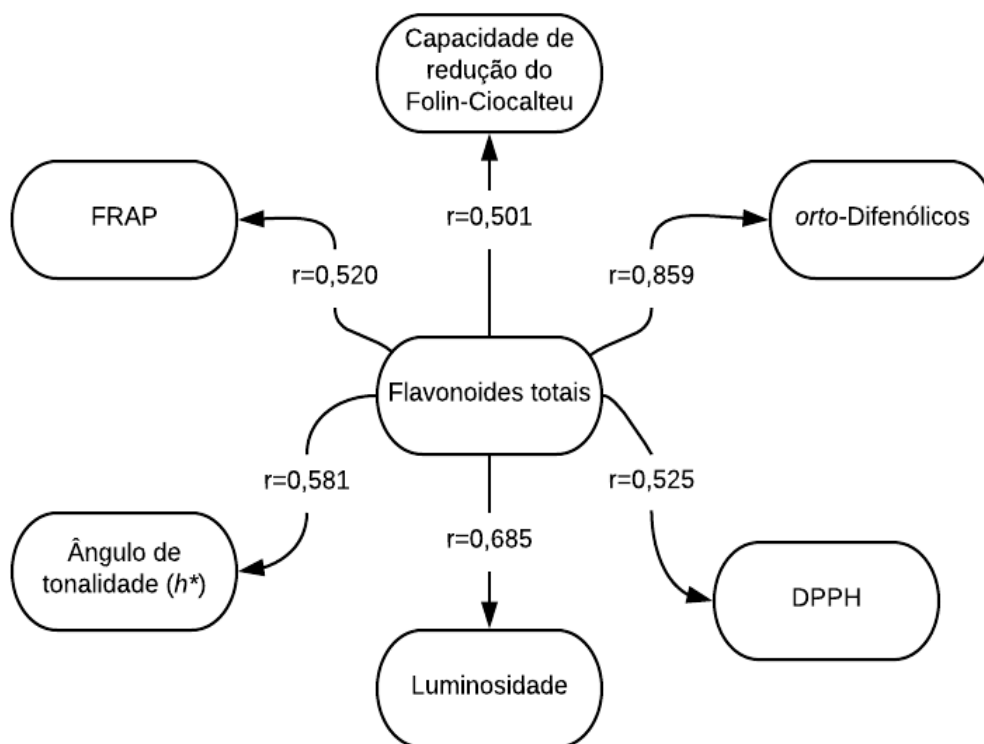 Capacidade de
redução do
Folin-Ciocalteu
FRAP
r=0,501
orto-Difenólicos
r=0,520
r=0,859
Flavonoides totais
r=0,581
r=0,525
r=0,685
Ângulo de
tonalidade (h*)
DPPH
Luminosidade